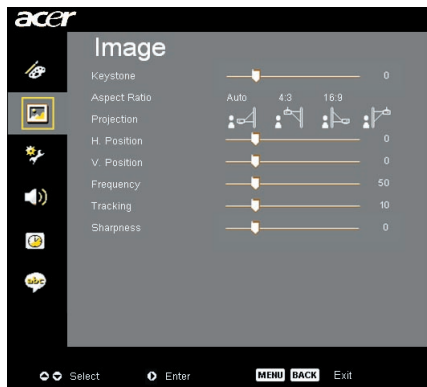 acer
Image
Keystone 0
Aspect Ratio Auto 4:3 16:9
Projection
H. Position 0
V. Position 0
Frequency 50
Tracking 10
Sharpness 0
abc
Select Enter MENU BACK Exit